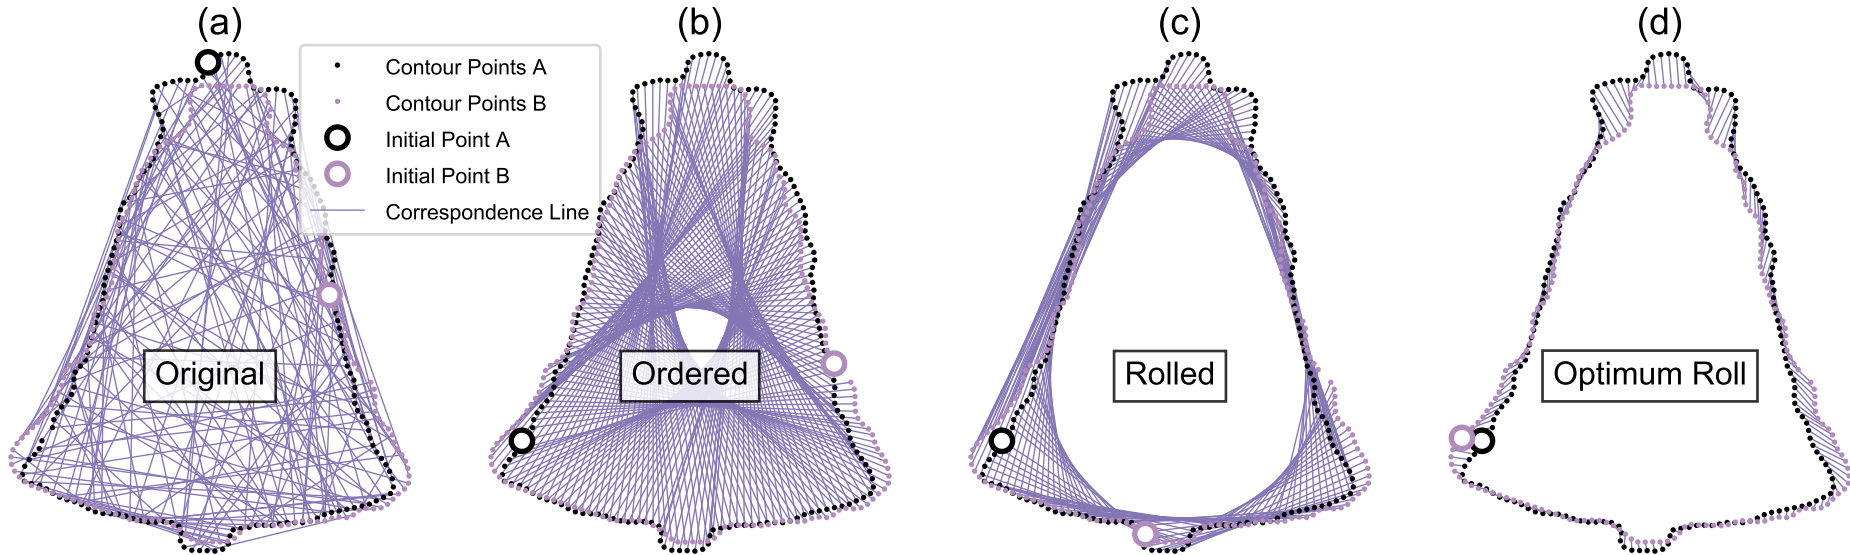 (a)
(b)
(c)
(d)
Contour Points A
Contour Points B
Initial Point A
Initial Point B
Correspondence Line
Original
Ordered
Rolled
Optimum Roll